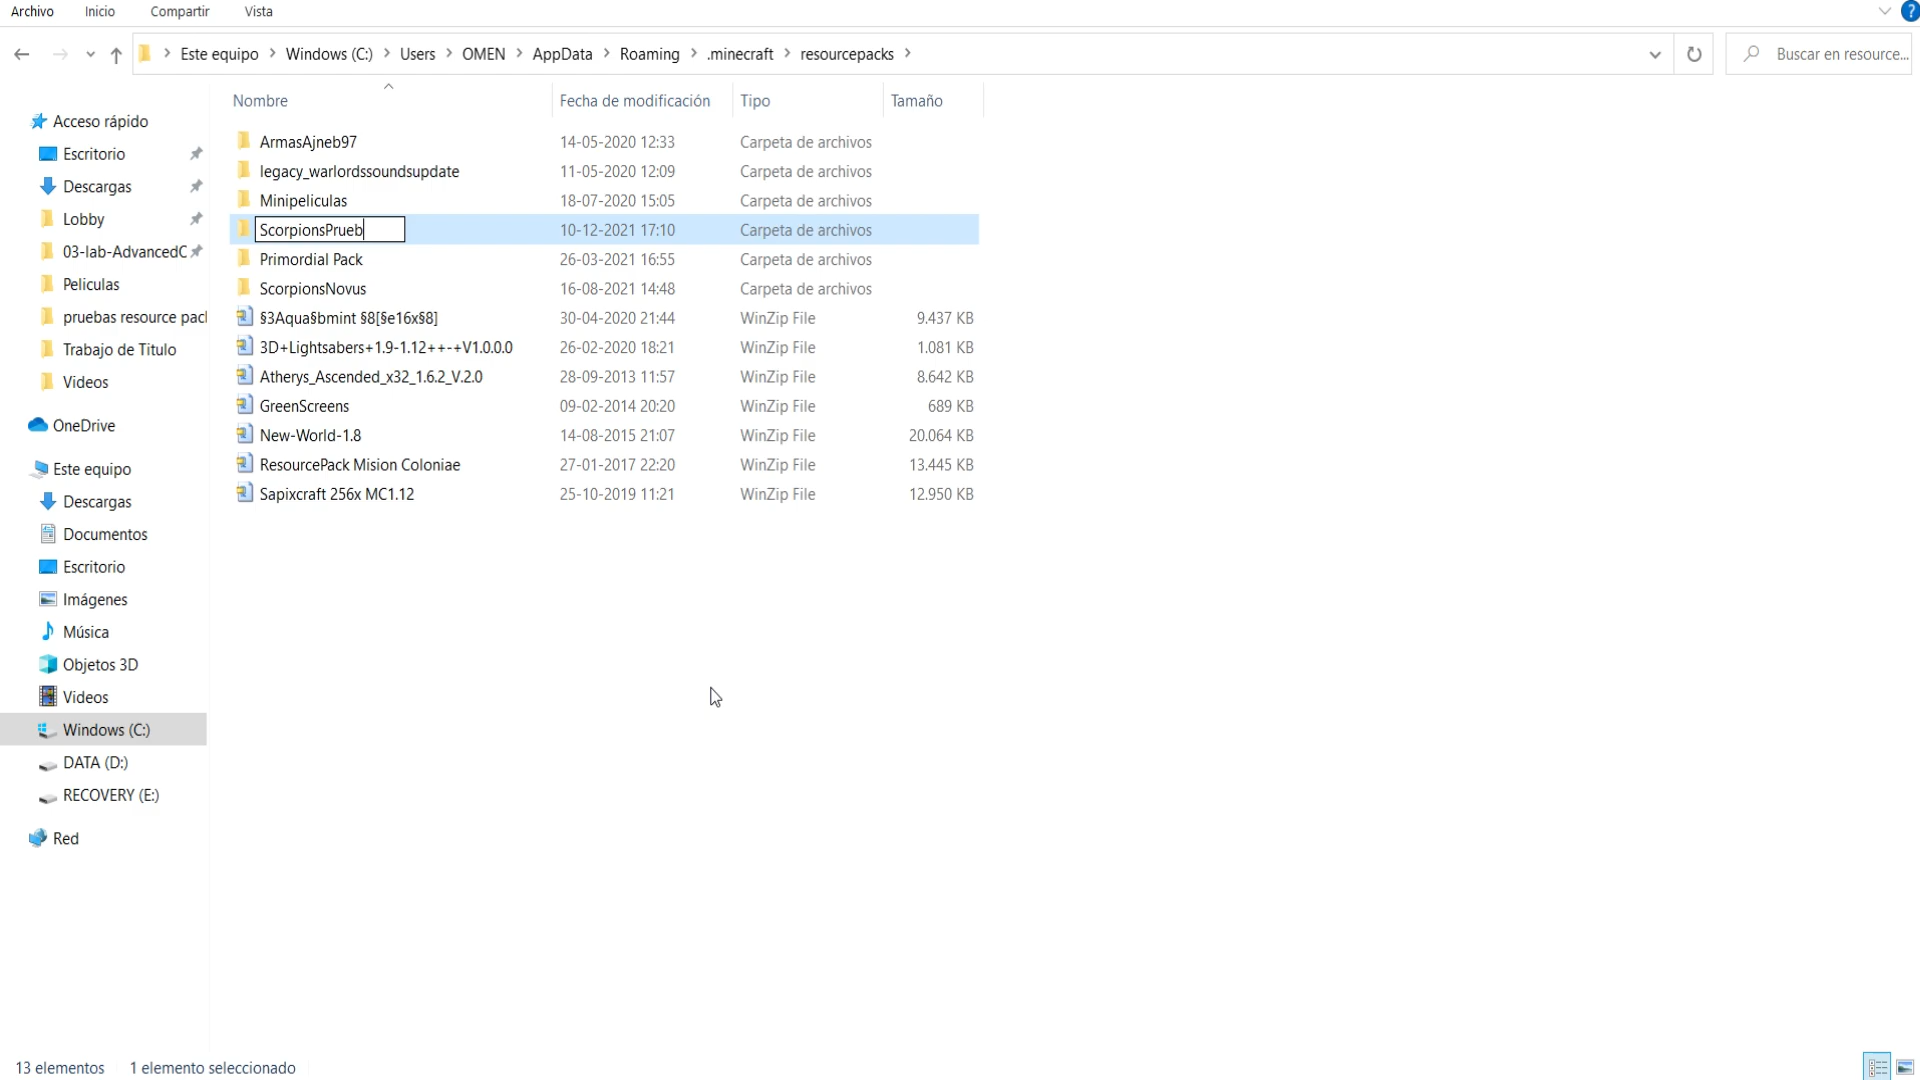 Archivo Inicio Compartir Vista
?
Este equipo Windows (C:) Users OMEN AppData Roaming .minecraft resourcepacks Buscar en resource...
Nombre Fecha de modificación Tipo Tamaño
Acceso rápido
Escritorio
Descargas
Lobby
03-lab-AdvancedC
Peliculas
pruebas resource pacl
Trabajo de Titulo
Videos
OneDrive
Este equipo
Descargas
Documentos
Escritorio
Imágenes
Música
Objetos 3D
Videos
Windows (C:)
DATA (D:)
RECOVERY (E:)
Red
ArmasAjneb97 14-05-2020 12:33 Carpeta de archivos
legacy_warlordssoundsupdate 11-05-2020 12:09 Carpeta de archivos
Minipeliculas 18-07-2020 15:05 Carpeta de archivos
ScorpionsPrueb 10-12-2021 17:10 Carpeta de archivos
Primordial Pack 26-03-2021 16:55 Carpeta de archivos
ScorpionsNovus 16-08-2021 14:48 Carpeta de archivos
§3Aqua§bmint §8[§e16x§8] 30-04-2020 21:44 WinZip File 9.437 KB
3D+Lightsabers+1.9-1.12++-+V1.0.0.0 26-02-2020 18:21 WinZip File 1.081 KB
Atherys_Ascended_x32_1.6.2_V.2.0 28-09-2013 11:57 WinZip File 8.642 KB
GreenScreens 09-02-2014 20:20 WinZip File 689 KB
New-World-1.8 14-08-2015 21:07 WinZip File 20.064 KB
ResourcePack Mision Coloniae 27-01-2017 22:20 WinZip File 13.445 KB
Sapixcraft 256x MC1.12 25-10-2019 11:21 WinZip File 12.950 KB
13 elementos 1 elemento seleccionado